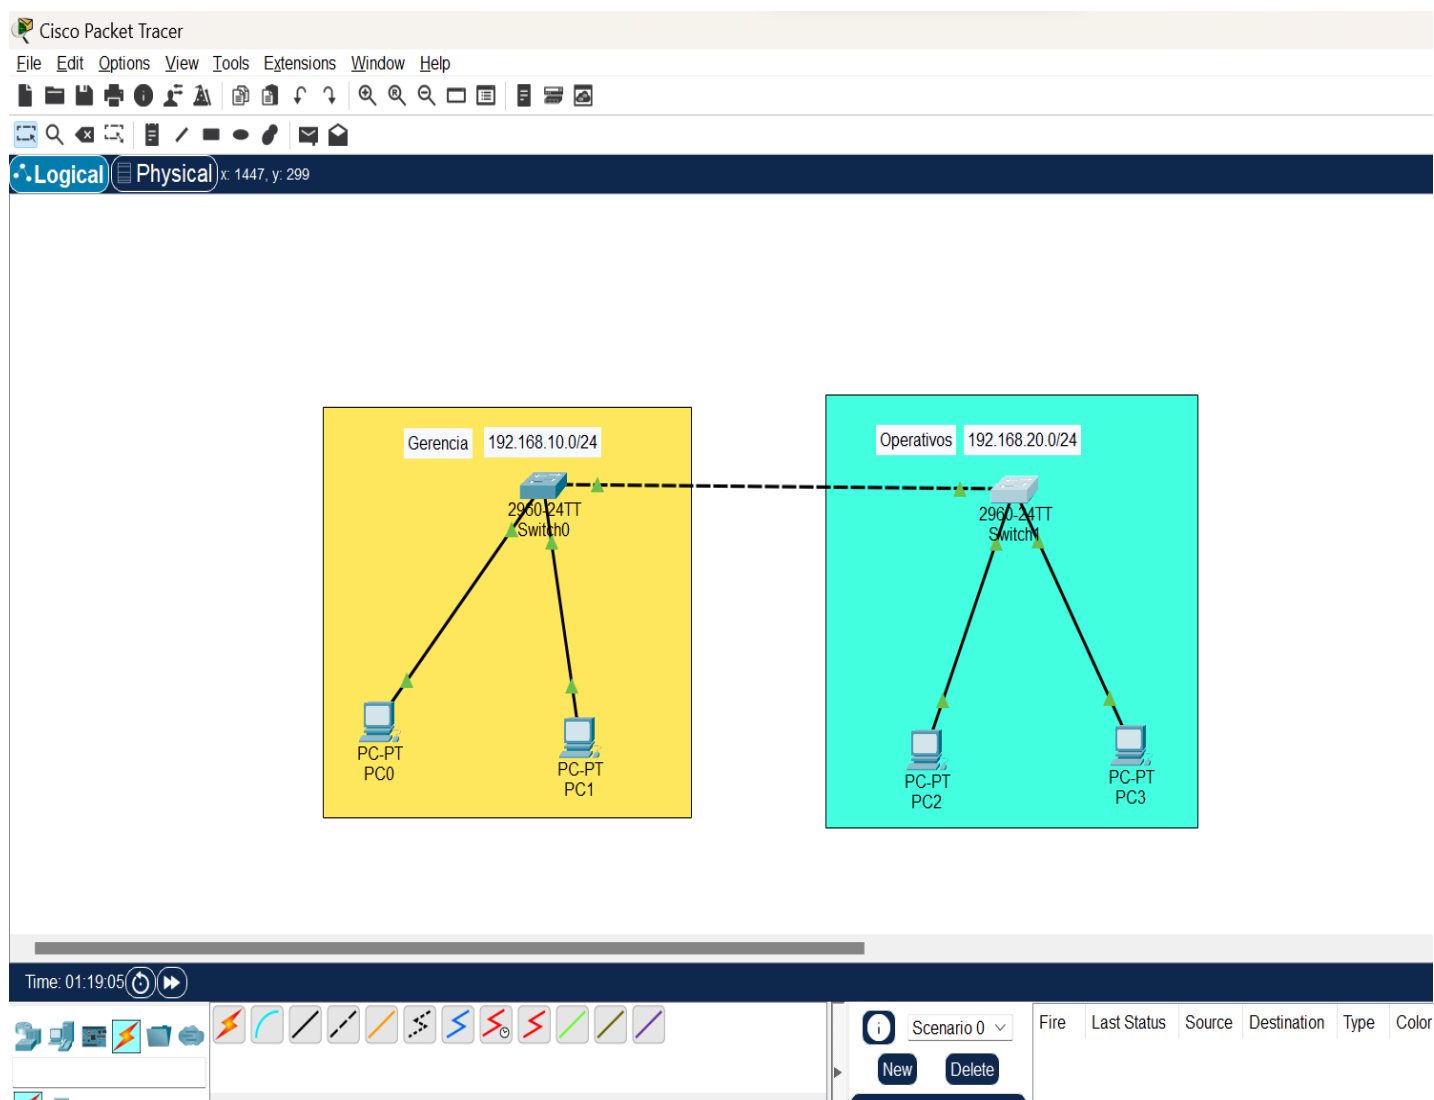 Cisco Packet Tracer
File Edit Options View Tools Extensions Window Help
Logical Physical x: 1447, y: 299
Gerencia 192.168.10.0/24
Operativos 192.168.20.0/24
2960-24TT
Switch0
2960-24TT
Switch1
PC-PT
PC0
PC-PT
PC1
PC-PT
PC2
PC-PT
PC3
Time: 01:19:05
Scenario 0
New Delete
Fire Last Status Source Destination Type Color